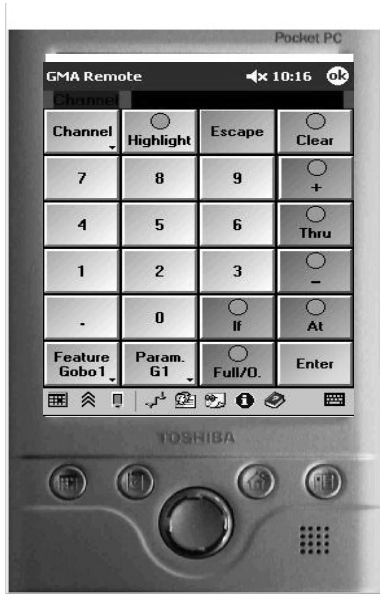 Pocket PC
GMA Remote 10:16 ok
Channel
Channel Highlight Escape Clear
7 8 9 +
4 5 6 Thru
1 2 3 -
. 0 If At
Feature Gobo1 Param. G1 Full/O. Enter
TOSHIBA